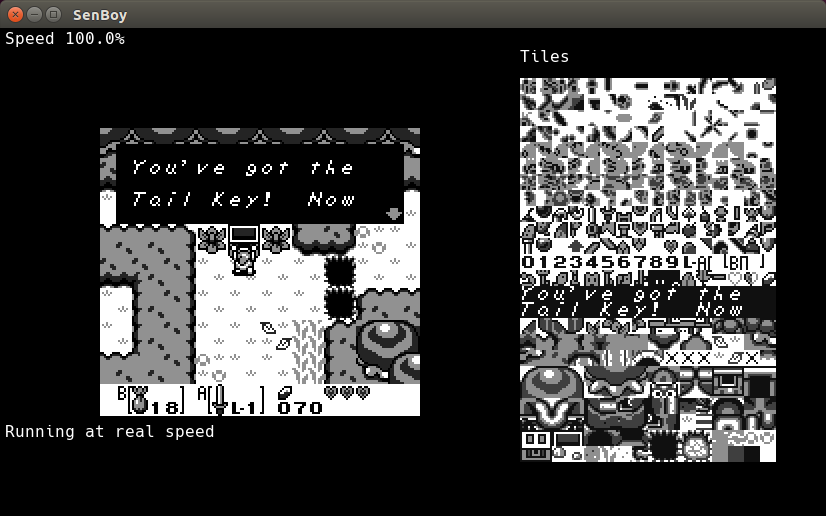 SenBoy
Speed 100.0%
Tiles
You've got the
Tail Key! Now
B[ 18] A[ L-1 ] 070
0123456789L-A[ [B[]
You've got the
Tail Key! Now
Running at real speed